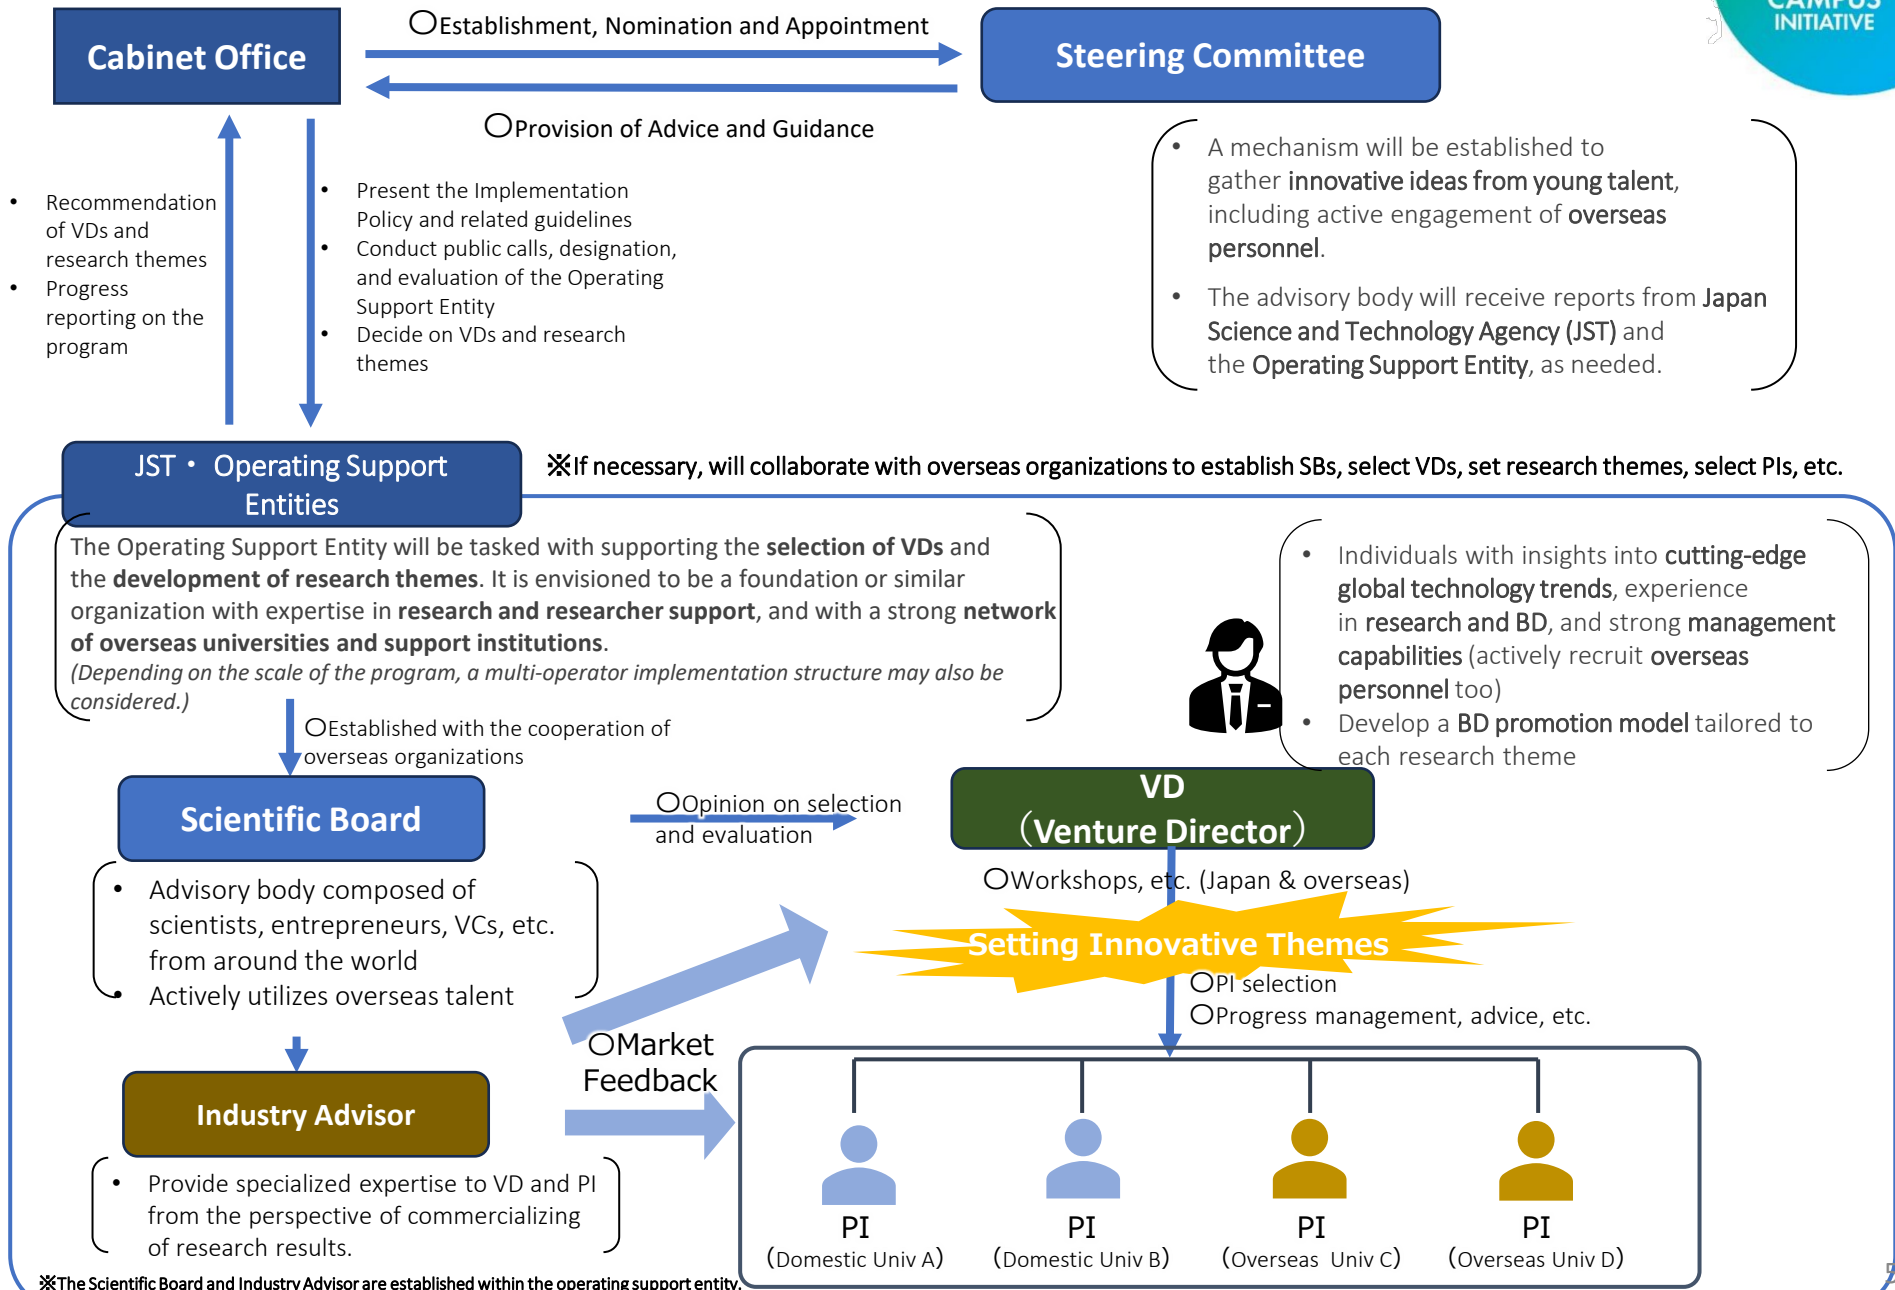 CAMPUS
INITIATIVE
Cabinet Office
〇Establishment, Nomination and Appointment
Steering Committee
〇Provision of Advice and Guidance
• Recommendation
of VDs and
research themes
• Progress
reporting on the
program
• Present the Implementation
Policy and related guidelines
• Conduct public calls, designation,
and evaluation of the Operating
Support Entity
• Decide on VDs and research
themes
• A mechanism will be established to
gather innovative ideas from young talent,
including active engagement of overseas
personnel.
• The advisory body will receive reports from Japan
Science and Technology Agency (JST) and
the Operating Support Entity, as needed.
JST・ Operating Support
Entities
※If necessary, will collaborate with overseas organizations to establish SBs, select VDs, set research themes, select PIs, etc.
The Operating Support Entity will be tasked with supporting the selection of VDs and
the development of research themes. It is envisioned to be a foundation or similar
organization with expertise in research and researcher support, and with a strong network
of overseas universities and support institutions.
(Depending on the scale of the program, a multi-operator implementation structure may also be
considered.)
• Individuals with insights into cutting-edge
global technology trends, experience
in research and BD, and strong management
capabilities (actively recruit overseas
personnel too)
• Develop a BD promotion model tailored to
each research theme
〇Established with the cooperation of
overseas organizations
Scientific Board
〇Opinion on selection
and evaluation
VD
（Venture Director）
• Advisory body composed of
scientists, entrepreneurs, VCs, etc.
from around the world
• Actively utilizes overseas talent
〇Workshops, etc. (Japan & overseas)
Setting Innovative Themes
〇PI selection
〇Progress management, advice, etc.
〇Market
Feedback
Industry Advisor
• Provide specialized expertise to VD and PI
from the perspective of commercializing
of research results.
PI
(Domestic Univ A)
PI
(Domestic Univ B)
PI
(Overseas Univ C)
PI
(Overseas Univ D)
※The Scientific Board and Industry Advisor are established within the operating support entity.
5